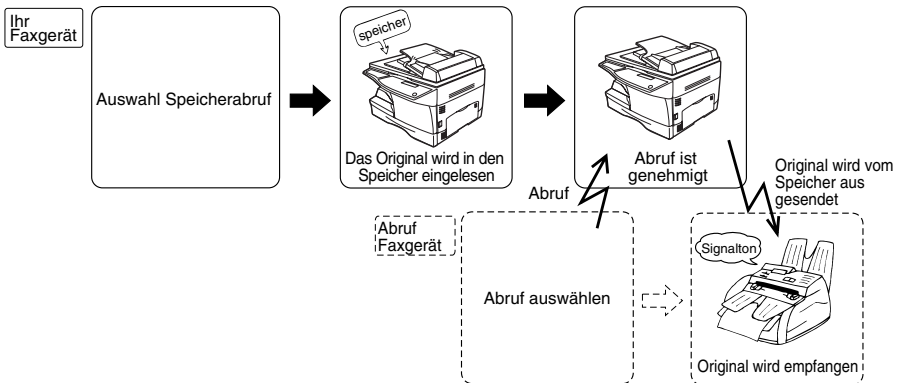 Ihr
Faxgerät
Auswahl Speicherabruf
speicher
Das Original wird in den
Speicher eingelesen
Abruf ist
genehmigt
Abruf
Original wird vom
Speicher aus
gesendet
Abruf
Faxgerät
Abruf auswählen
Signalton
Original wird empfangen